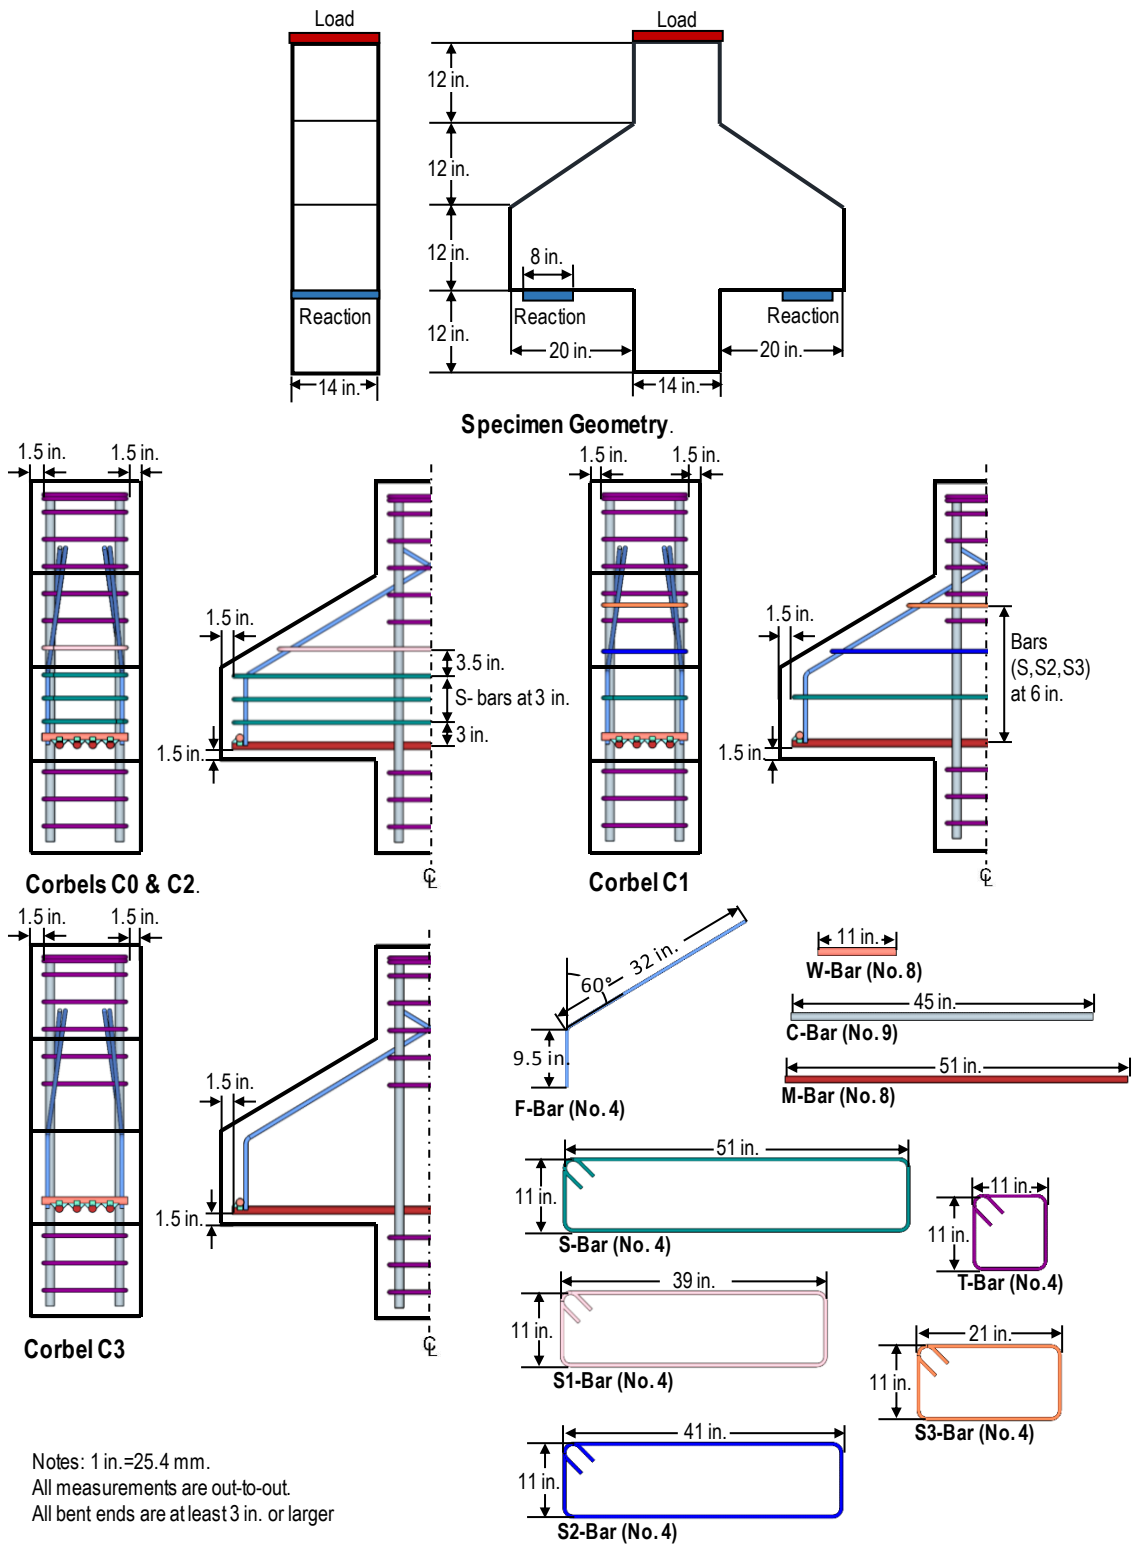 Load
Load
12 in.
12 in.
12 in.
8 in.
Reaction
Reaction
Reaction
12 in.
20 in.
20 in.
14 in.
14 in.
Specimen Geometry.
1.5 in.
1.5 in.
1.5 in.
3.5 in.
S- bars at 3 in.
3 in.
1.5 in.
Corbels C0 & C2.
1.5 in.
1.5 in.
1.5 in.
Bars
(S,S2,S3)
at 6 in.
1.5 in.
Corbel C1
1.5 in.
1.5 in.
1.5 in.
1.5 in.
Corbel C3
32 in.
60°
9.5 in.
F-Bar (No. 4)
11 in.
W-Bar (No. 8)
45 in.
C-Bar (No. 9)
51 in.
M-Bar (No. 8)
51 in.
11 in.
S-Bar (No. 4)
11 in.
11 in.
T-Bar (No. 4)
39 in.
11 in.
S1-Bar (No. 4)
21 in.
11 in.
S3-Bar (No. 4)
41 in.
11 in.
S2-Bar (No. 4)
Notes: 1 in.=25.4 mm.
All measurements are out-to-out.
All bent ends are at least 3 in. or larger